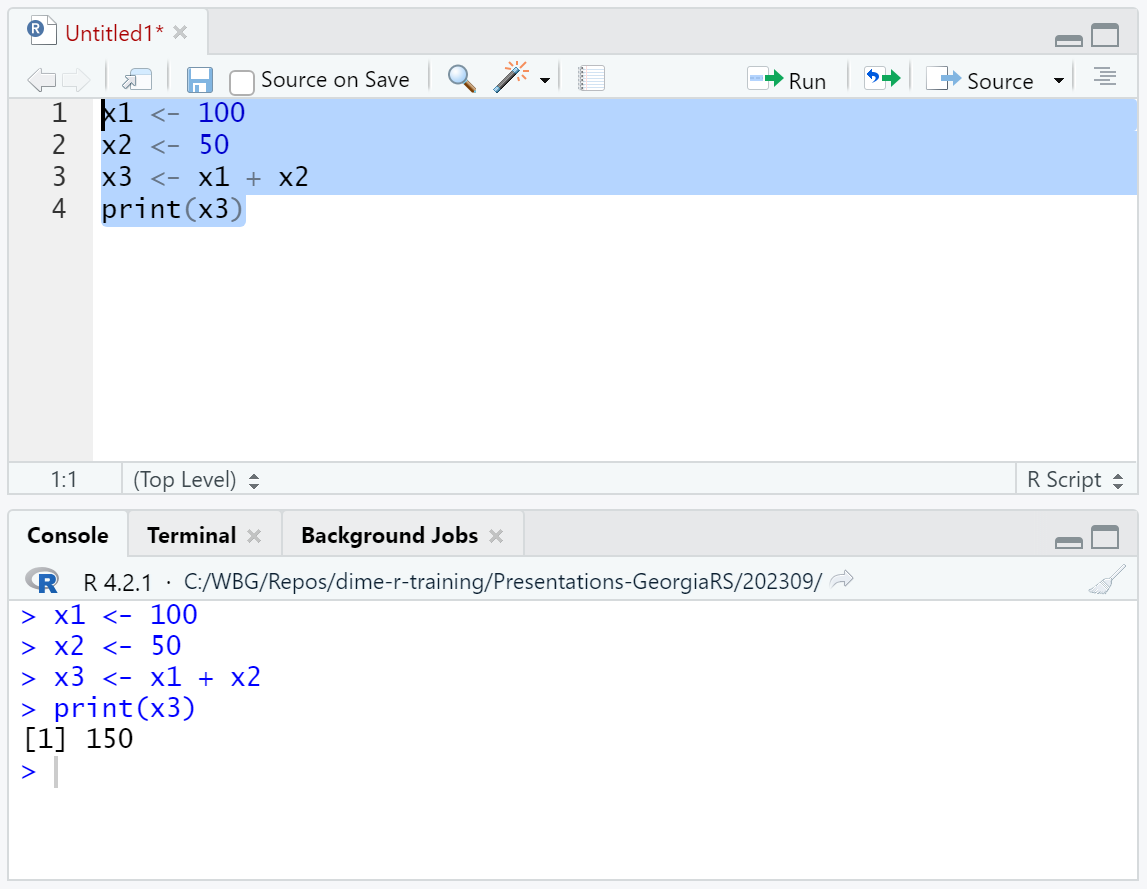 R Untitled1*
Source on Save Run Source
1 x1 <- 100
2 x2 <- 50
3 x3 <- x1 + x2
4 print(x3)
1:1 (Top Level) R Script
Console Terminal Background Jobs
R R 4.2.1 · C:/WBG/Repos/dime-r-training/Presentations-GeorgiaRS/202309/
> x1 <- 100
> x2 <- 50
> x3 <- x1 + x2
> print(x3)
[1] 150
>